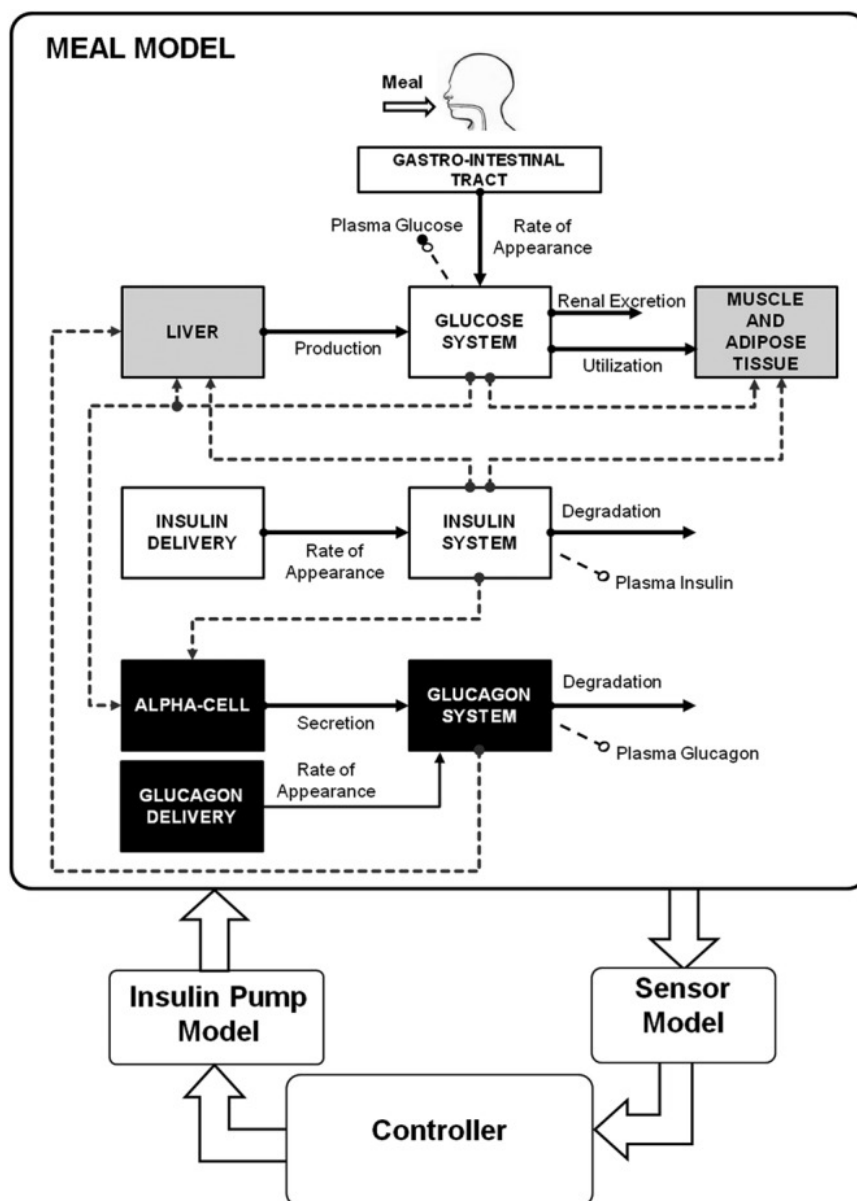 MEAL MODEL
Meal
GASTRO-INTESTINAL
TRACT
Plasma Glucose
Rate of
Appearance
LIVER
Production
GLUCOSE
SYSTEM
Renal Excretion
Utilization
MUSCLE
AND
ADIPOSE
TISSUE
INSULIN
DELIVERY
Rate of
Appearance
INSULIN
SYSTEM
Degradation
Plasma Insulin
ALPHA-CELL
Secretion
GLUCAGON
SYSTEM
Degradation
Plasma Glucagon
GLUCAGON
DELIVERY
Rate of
Appearance
Insulin Pump
Model
Sensor
Model
Controller